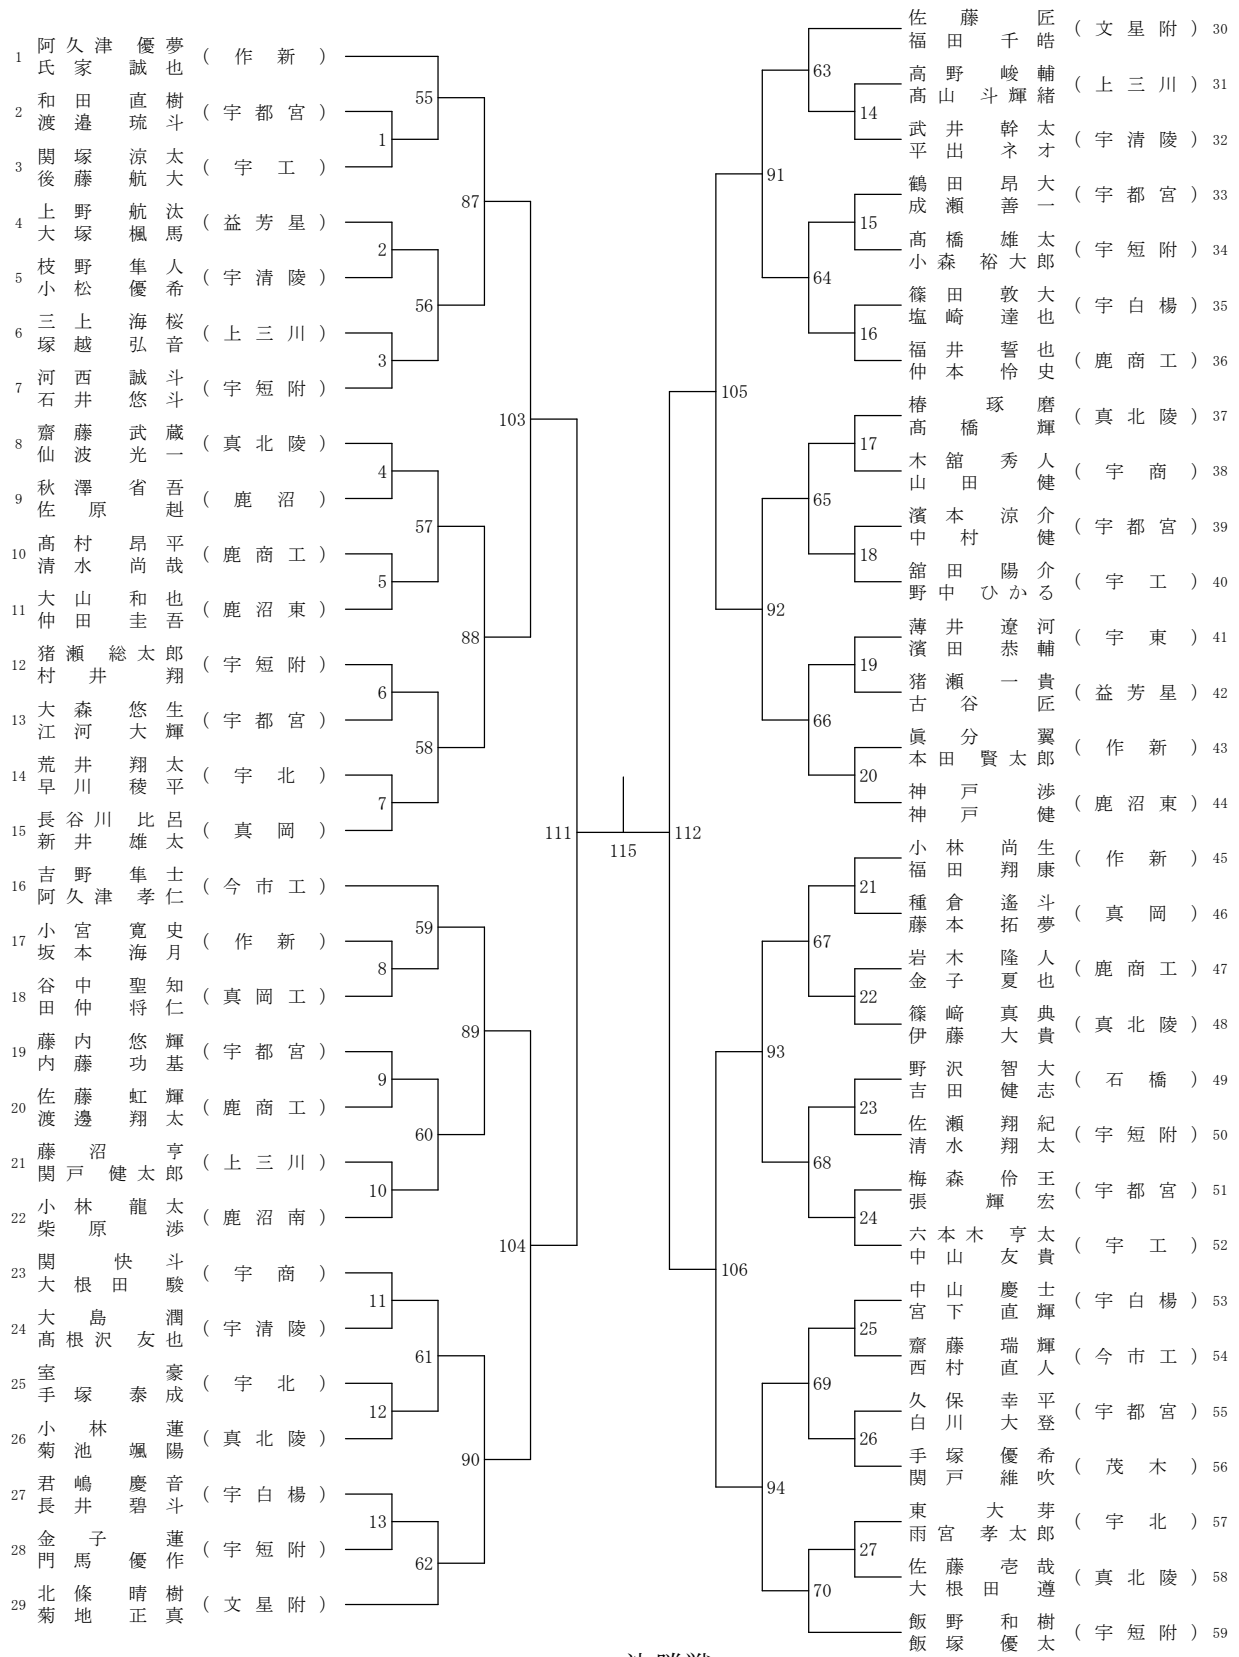 1 阿久津 優夢 氏家 誠也 (作新)
2 和田 直樹 渡邉 琉斗 (宇都宮)
3 関塚 涼太 後藤 航大 (宇工)
4 上野 航汰 大塚 楓馬 (益芳星)
5 枝野 隼人 小松 優希 (宇清陵)
6 三上 海桜 塚越 弘音 (上三川)
7 河西 誠斗 石井 悠斗 (宇短附)
8 齋藤 武蔵 仙波 光一 (真北陵)
9 秋澤 省吾 佐原 赳 (鹿沼)
10 髙村 昂平 清水 尚哉 (鹿商工)
11 大山 和也 仲田 圭吾 (鹿沼東)
12 猪瀬 総太郎 村井 翔 (宇短附)
13 大森 悠生 江河 大輝 (宇都宮)
14 荒井 翔太 早川 稜平 (宇北)
15 長谷川 比呂 新井 雄太 (真岡)
16 吉野 隼士 阿久津 孝仁 (今市工)
17 小宮 寛史 坂本 海月 (作新)
18 谷中 聖知 田仲 将仁 (真岡工)
19 藤内 悠輝 内藤 功基 (宇都宮)
20 佐藤 虹輝 渡邊 翔太 (鹿商工)
21 藤沼 亨 関戸 健太郎 (上三川)
22 小林 龍太 柴原 渉 (鹿沼南)
23 関 快斗 大根田 駿 (宇商)
24 大島 潤 髙根沢 友也 (宇清陵)
25 室 豪 手塚 泰成 (宇北)
26 小林 蓮 菊池 颯陽 (真北陵)
27 君嶋 慶音 長井 碧斗 (宇白楊)
28 金子 蓮 門馬 優作 (宇短附)
29 北條 晴樹 菊地 正真 (文星附)
55
1
2
56
3
87
4
57
5
88
6
58
7
103
59
8
89
9
60
10
104
11
61
12
90
13
62
111
115
112
63
14
91
15
64
16
105
17
65
18
92
19
66
20
21
67
22
93
23
68
24
106
25
69
26
94
27
70
佐藤 匠 福田 千皓 (文星附) 30
高野 峻輔 髙山 斗輝緒 (上三川) 31
武井 幹太 平出 ネオ (宇清陵) 32
鶴田 昂大 成瀬 善一 (宇都宮) 33
髙橋 雄太 小森 裕大郎 (宇短附) 34
篠田 敦大 塩崎 達也 (宇白楊) 35
福井 誓也 仲本 怜史 (鹿商工) 36
椿 琢磨 髙橋 輝 (真北陵) 37
木舘 秀人 山田 健 (宇商) 38
濱本 涼介 中村 健 (宇都宮) 39
舘田 陽介 野中 ひかる (宇工) 40
薄井 遼河 濱田 恭輔 (宇東) 41
猪瀬 一貴 古谷 匠 (益芳星) 42
眞分 翼 本田 賢太郎 (作新) 43
神戸 渉 神戸 健 (鹿沼東) 44
小林 尚生 福田 翔康 (作新) 45
種倉 遙斗 藤本 拓夢 (真岡) 46
岩木 隆人 金子 夏也 (鹿商工) 47
篠﨑 真典 伊藤 大貴 (真北陵) 48
野沢 智大 吉田 健志 (石橋) 49
佐瀬 翔紀 清水 翔太 (宇短附) 50
梅森 伶王 張 輝宏 (宇都宮) 51
六本木 亨太 中山 友貴 (宇工) 52
中山 慶士 宮下 直輝 (宇白楊) 53
齋藤 瑞輝 西村 直人 (今市工) 54
久保 幸平 白川 大登 (宇都宮) 55
手塚 優希 関戸 維吹 (茂木) 56
東 大芽 雨宮 孝太郎 (宇北) 57
佐藤 壱哉 大根田 遵 (真北陵) 58
飯野 和樹 飯塚 優太 (宇短附) 59